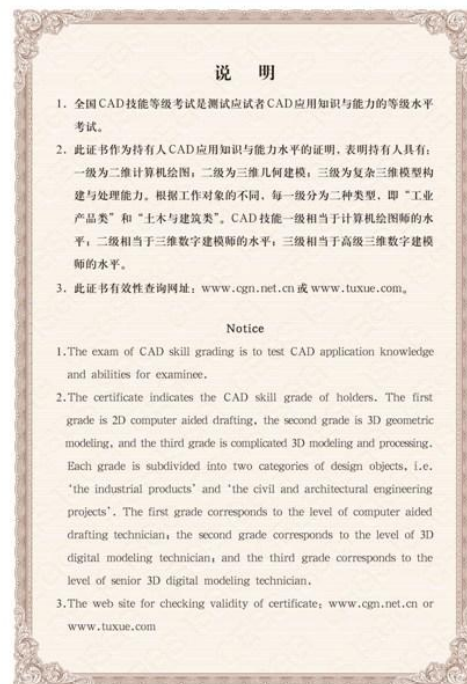 说 明
1. 全国CAD技能等级考试是测试应试者CAD应用知识与能力的等级水平
考试。
2. 此证书作为持有人CAD应用知识与能力水平的证明，表明持有人具有：
一级为二维计算机绘图；二级为三维几何建模；三级为复杂三维模型构
建与处理能力。根据工作对象的不同，每一级分为二种类型，即“工业
产品类”和“土木与建筑类”。CAD技能一级相当于计算机绘图师的水
平；二级相当于三维数字建模师的水平；三级相当于高级三维数字建模
师的水平。
3. 此证书有效性查询网址：www.cgn.net.cn或www.tuxue.com。
Notice
1.The exam of CAD skill grading is to test CAD application knowledge
and abilities for examinee.
2.The certificate indicates the CAD skill grade of holders. The first
grade is 2D computer aided drafting, the second grade is 3D geometric
modeling, and the third grade is complicated 3D modeling and processing.
Each grade is subdivided into two categories of design objects, i.e.
‘the industrial products’ and ‘the civil and architectural engineering
projects’. The first grade corresponds to the level of computer aided
drafting technician; the second grade corresponds to the level of 3D
digital modeling technician; and the third grade corresponds to the
level of senior 3D digital modeling technician.
3.The web site for checking validity of certificate: www.cgn.net.cn or
www.tuxue.com